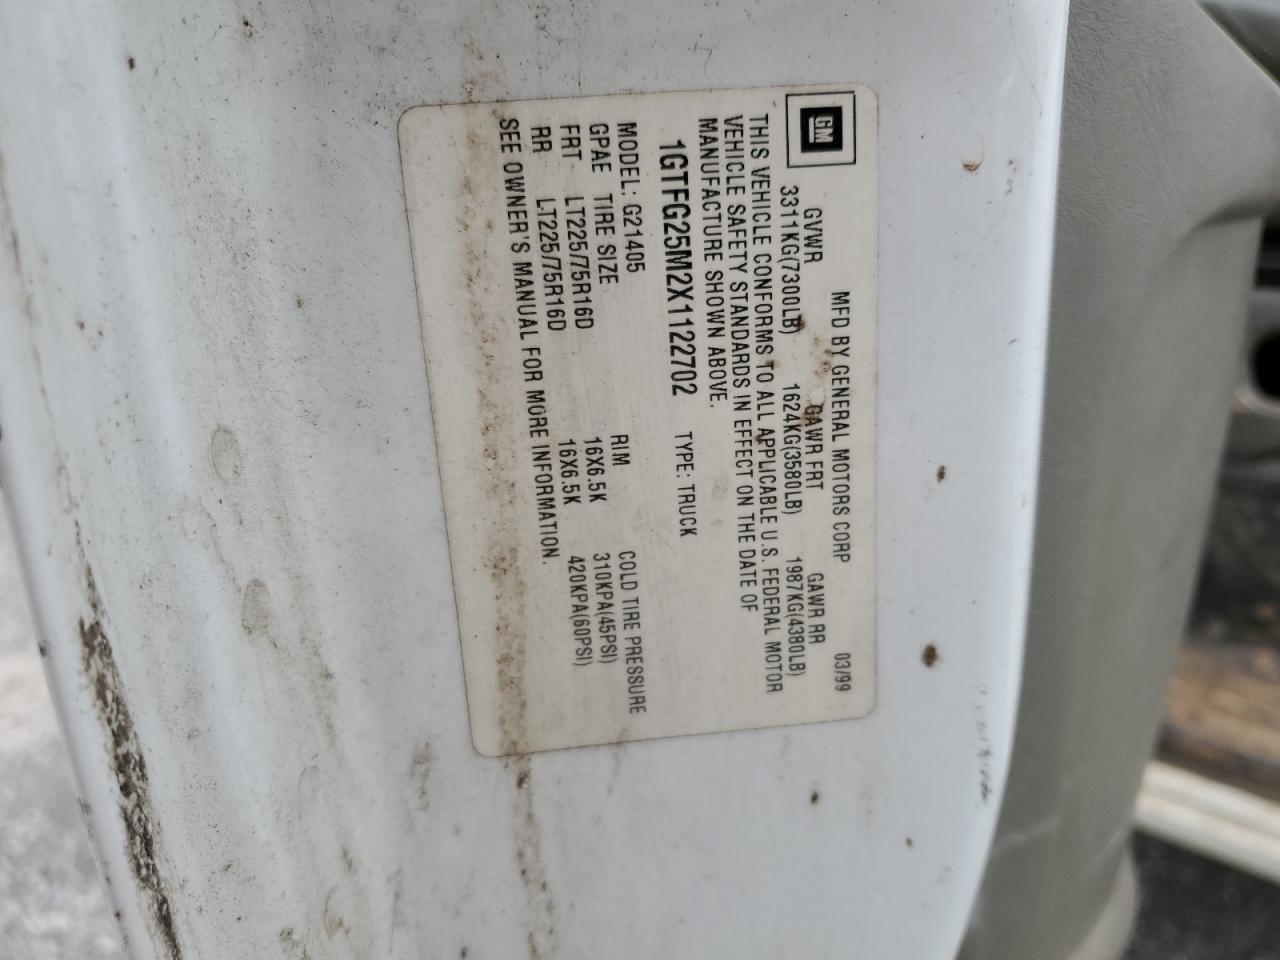 GM
MFD BY GENERAL MOTORS CORP 03/99
GVWR GAWR FRT GAWR RR
3311KG(7300LB) 1624KG(3580LB) 1987KG(4380LB)
THIS VEHICLE CONFORMS TO ALL APPLICABLE U.S. FEDERAL MOTOR
VEHICLE SAFETY STANDARDS IN EFFECT ON THE DATE OF
MANUFACTURE SHOWN ABOVE.
1GTFG25M2X1122702 TYPE: TRUCK
MODEL: G21405
GPAE TIRE SIZE RIM COLD TIRE PRESSURE
FRT LT225/75R16D 16X6.5K 310KPA(45PSI)
RR LT225/75R16D 16X6.5K 420KPA(60PSI)
SEE OWNER'S MANUAL FOR MORE INFORMATION.